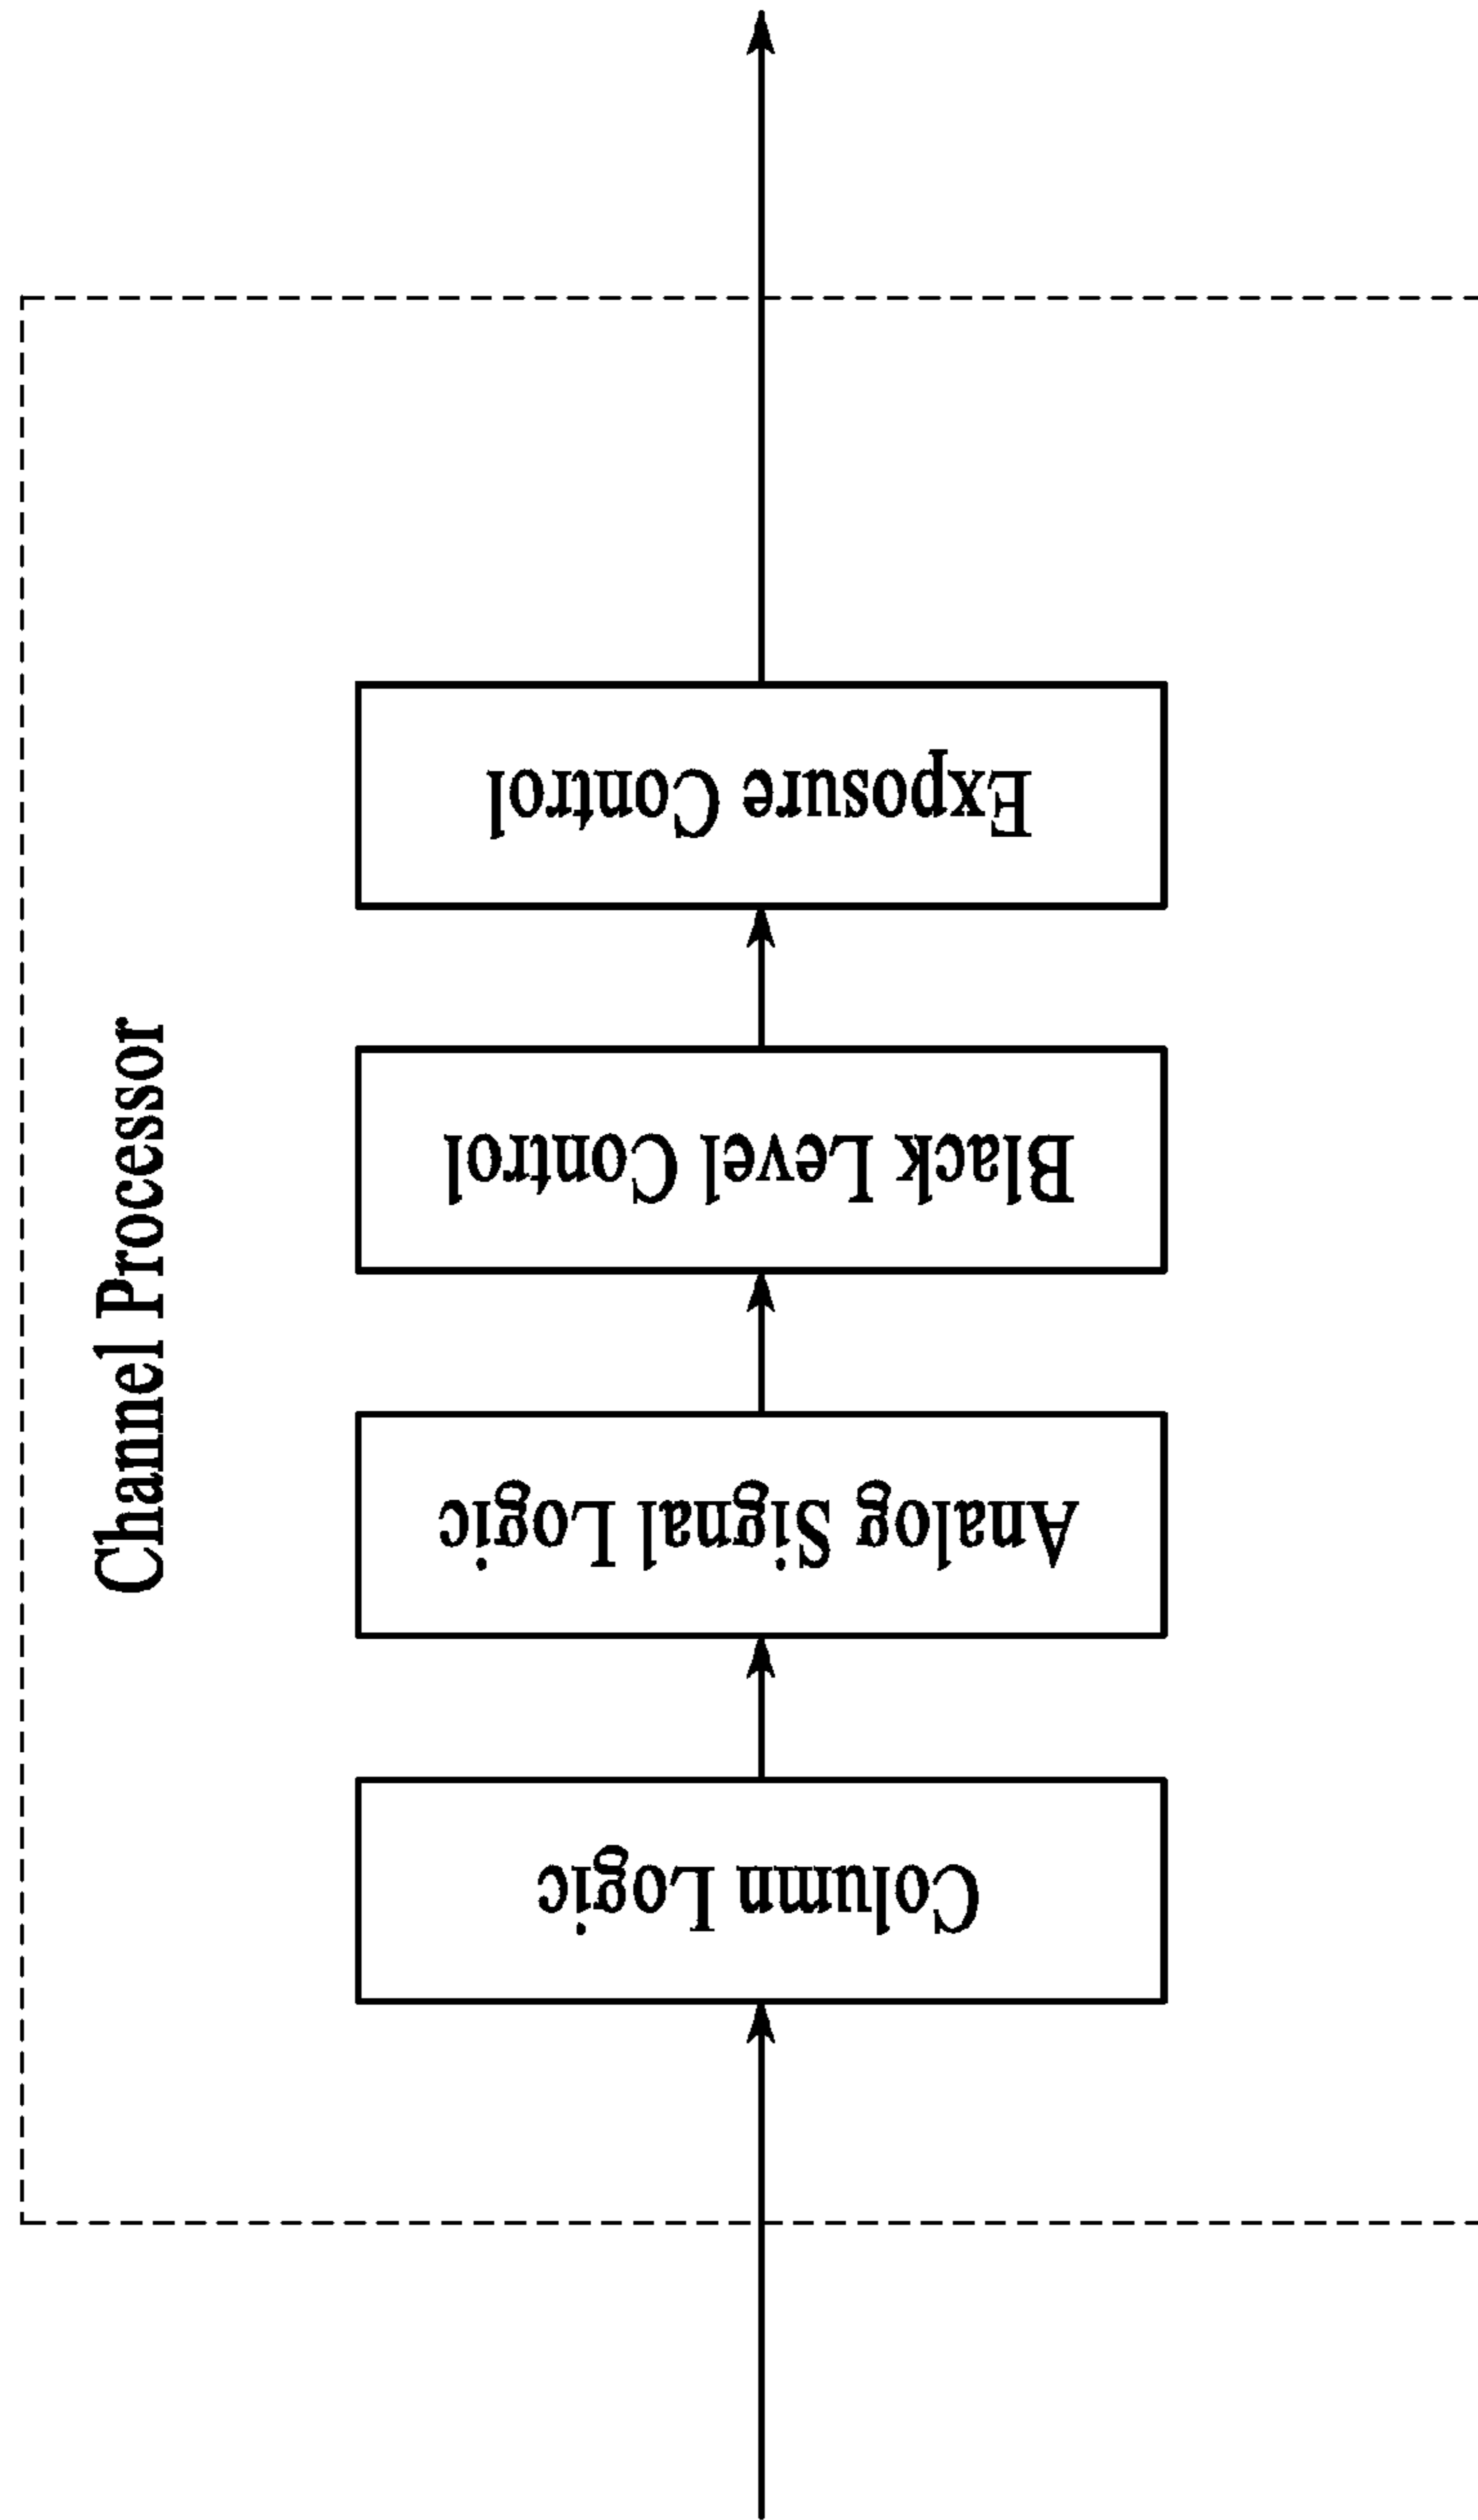 Channel Processor
Column Logic
Analog Signal Logic
Black Level Control
Exposure Control